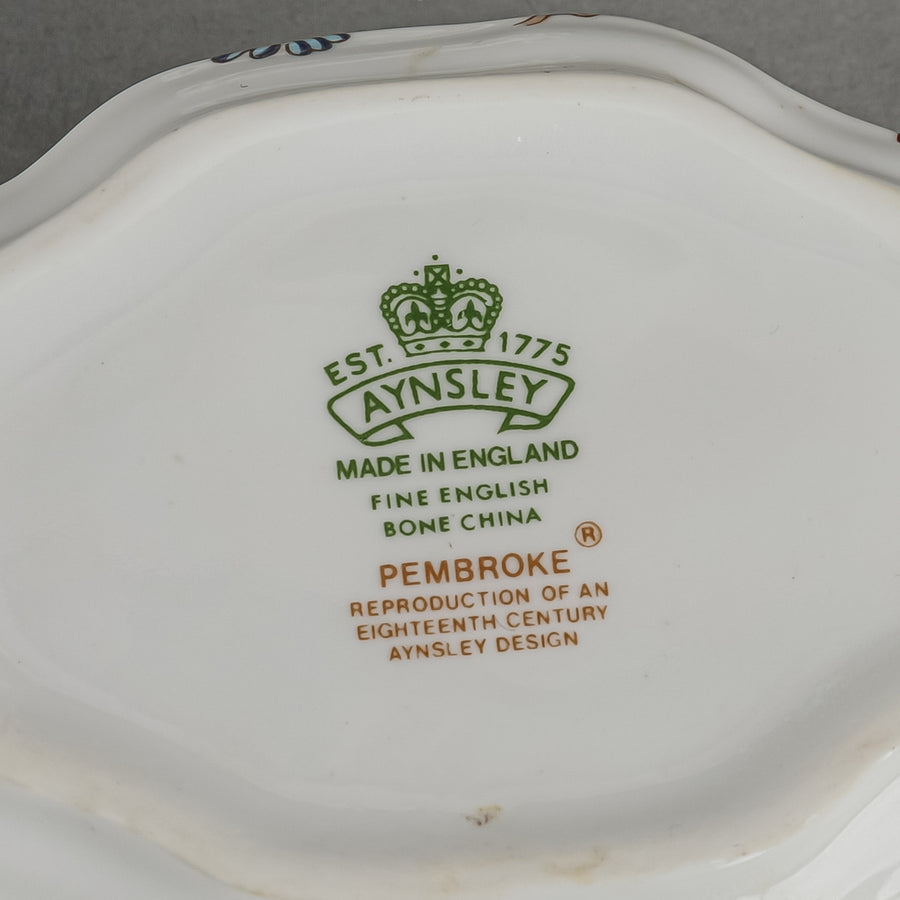 EST. 1775
AYNSLEY
MADE IN ENGLAND
FINE ENGLISH
BONE CHINA
PEMBROKE ®
REPRODUCTION OF AN
EIGHTEENTH CENTURY
AYNSLEY DESIGN